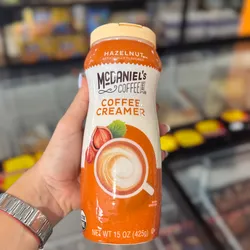 HAZELNUT
McDANIEL'S
COFFEE
COFFEE
CREAMER
NET WT 15 OZ (425g)